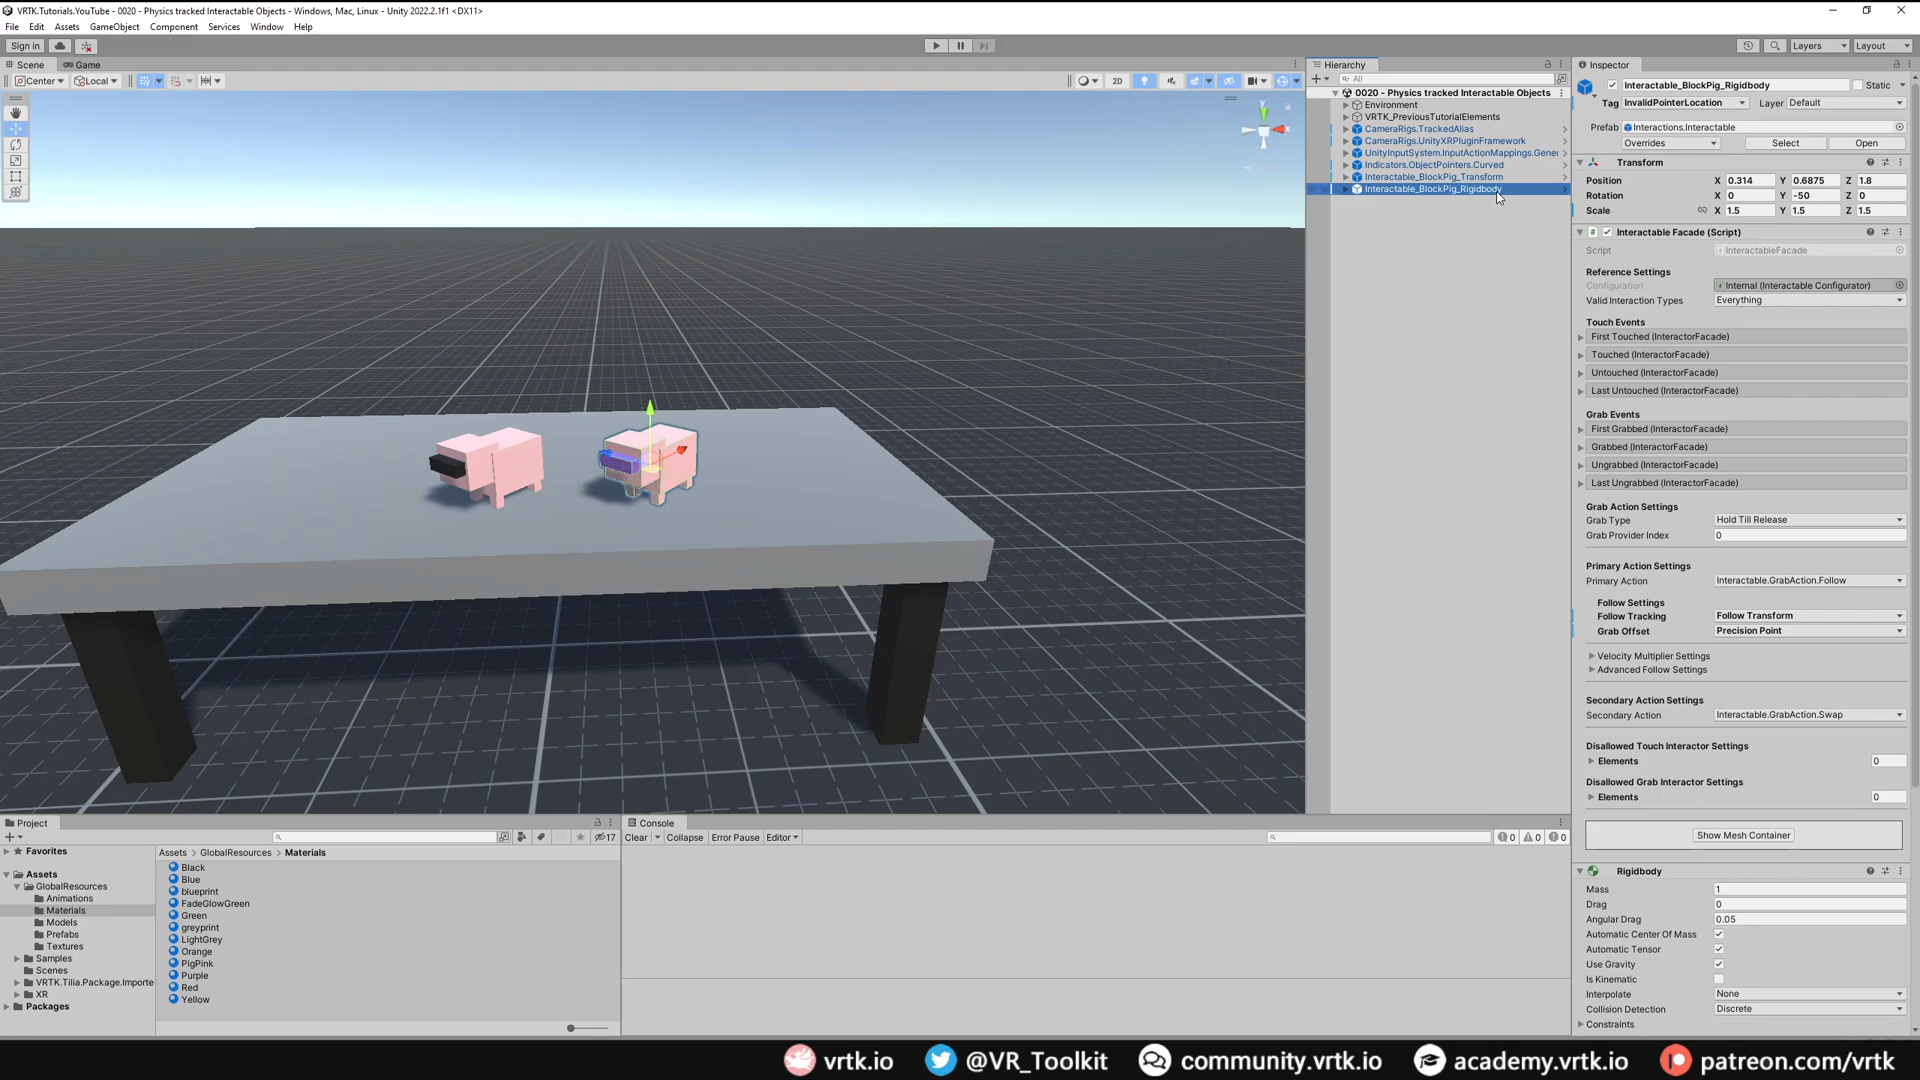 VRTK.Tutorials.YouTube - 0020 - Physics tracked Interactable Objects - Windows, Mac, Linux - Unity 2022.2.1f1 <DX11>
File Edit Assets GameObject Component Services Window Help
Sign in
Layers Layout
Scene Game
Center Local
2D
y
Hierarchy
All
0020 - Physics tracked Interactable Objects
Environment
VRTK_PreviousTutorialElements
CameraRigs.TrackedAlias
CameraRigs.UnityXRPluginFramework
UnityInputSystem.InputActionMappings.Gener
Indicators.ObjectPointers.Curved
Interactable_BlockPig_Transform
Interactable_BlockPig_Rigidbody
Inspector
Interactable_BlockPig_Rigidbody Static
Tag InvalidPointerLocation Layer Default
Prefab Interactions.Interactable
Overrides Select Open
Transform
Position X 0.314 Y 0.6875 Z 1.8
Rotation X 0 Y -50 Z 0
Scale X 1.5 Y 1.5 Z 1.5
Interactable Facade (Script)
Script InteractableFacade
Reference Settings
Configuration Internal (Interactable Configurator)
Valid Interaction Types Everything
Touch Events
First Touched (InteractorFacade)
Touched (InteractorFacade)
Untouched (InteractorFacade)
Last Untouched (InteractorFacade)
Grab Events
First Grabbed (InteractorFacade)
Grabbed (InteractorFacade)
Ungrabbed (InteractorFacade)
Last Ungrabbed (InteractorFacade)
Grab Action Settings
Grab Type Hold Till Release
Grab Provider Index 0
Primary Action Settings
Primary Action Interactable.GrabAction.Follow
Follow Settings
Follow Tracking Follow Transform
Grab Offset Precision Point
Velocity Multiplier Settings
Advanced Follow Settings
Secondary Action Settings
Secondary Action Interactable.GrabAction.Swap
Disallowed Touch Interactor Settings
Elements 0
Disallowed Grab Interactor Settings
Elements 0
Show Mesh Container
Rigidbody
Mass 1
Drag 0
Angular Drag 0.05
Automatic Center Of Mass
Automatic Tensor
Use Gravity
Is Kinematic
Interpolate None
Collision Detection Discrete
Constraints
Project
17
Favorites
Assets
GlobalResources
Animations
Materials
Models
Prefabs
Textures
Samples
Scenes
VRTK.Tilia.Package.Importe
XR
Packages
Assets > GlobalResources > Materials
Black
Blue
blueprint
FadeGlowGreen
Green
greyprint
LightGrey
Orange
PigPink
Purple
Red
Yellow
Console
Clear Collapse Error Pause Editor
0 0 0
vrtk.io @VR_Toolkit community.vrtk.io academy.vrtk.io patreon.com/vrtk